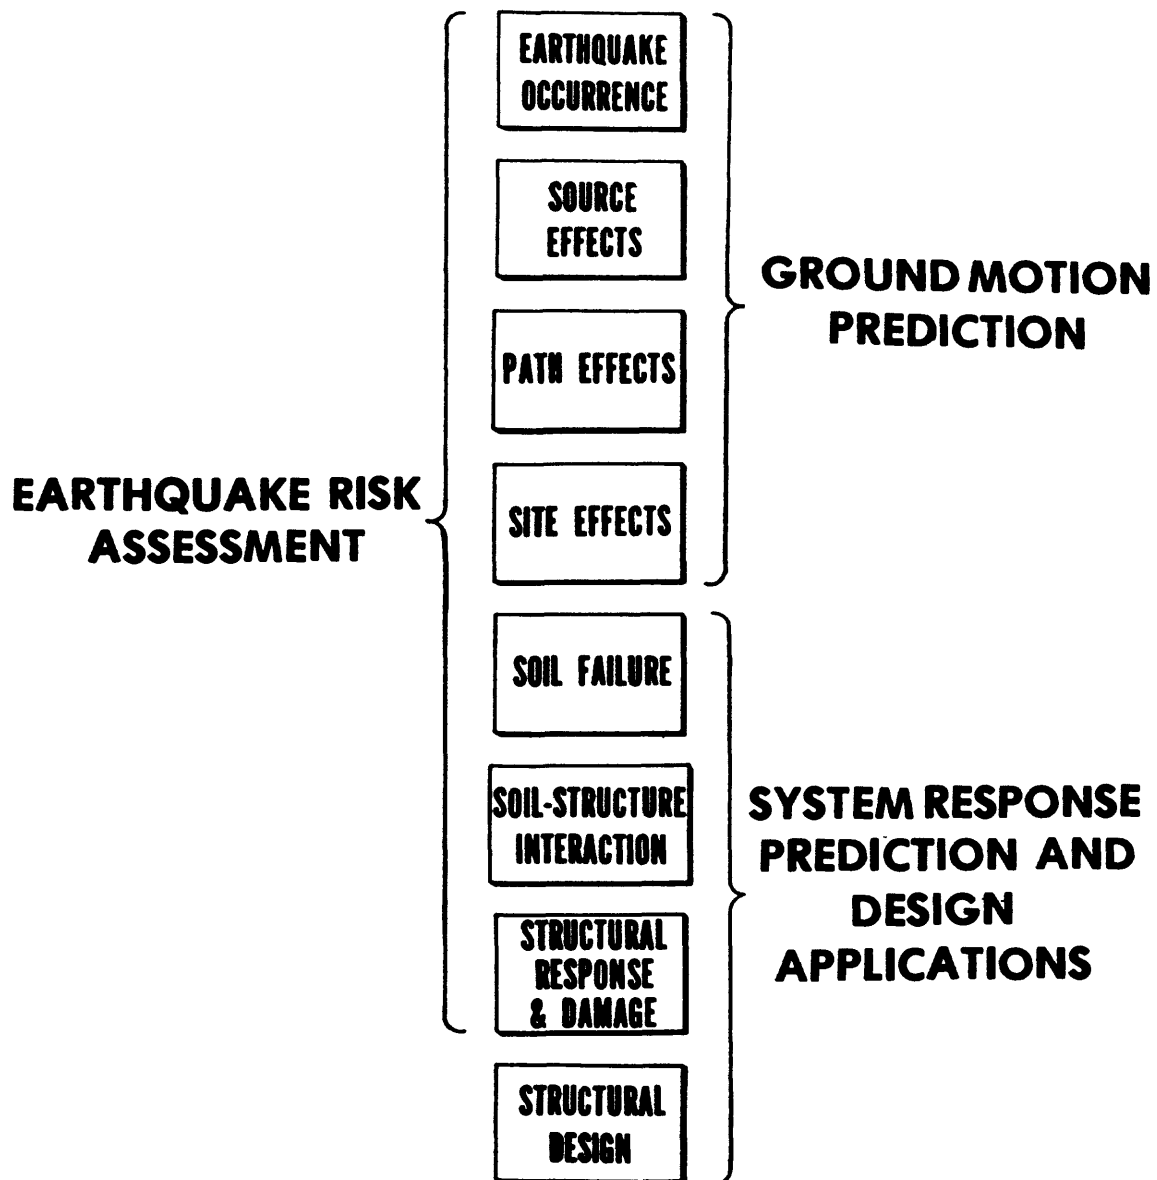 EARTHQUAKE
OCCURRENCE
SOURCE
EFFECTS
GROUND MOTION
PREDICTION
PATH EFFECTS
EARTHQUAKE RISK
ASSESSMENT
SITE EFFECTS
SOIL FAILURE
SOIL-STRUCTURE
INTERACTION
SYSTEM RESPONSE
PREDICTION AND
DESIGN
APPLICATIONS
STRUCTURAL
RESPONSE
& DAMAGE
STRUCTURAL
DESIGN